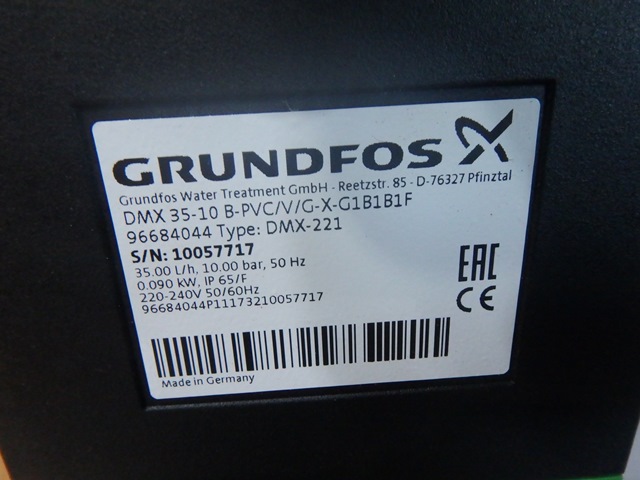 GRUNDFOS
Grundfos Water Treatment GmbH - Reetzstr. 85 - D-76327 Pfinztal
DMX 35-10 B-PVC/V/G-X-G1B1B1F
96684044 Type: DMX-221
S/N: 10057717
35.00 L/h, 10.00 bar, 50 Hz
0.090 kW, IP 65/F
220-240V 50/60Hz
96684044P11173210057717
EAC
CE
Made in Germany